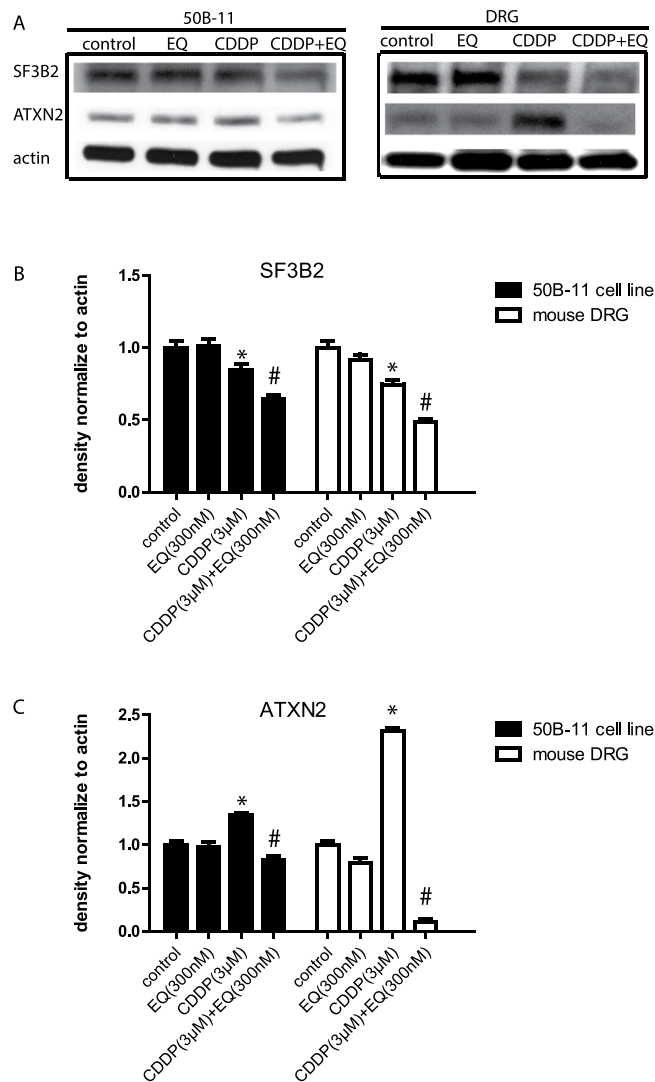 A
50B-11
DRG
control EQ CDDP CDDP+EQ
control EQ CDDP CDDP+EQ
SF3B2
ATXN2
actin
B
SF3B2
density normalize to actin
1.5
1.0
0.5
0.0
*
#
*
#
50B-11 cell line
mouse DRG
control
EQ(300nM)
CDDP(3µM)
CDDP(3µM)+EQ(300nM)
control
EQ(300nM)
CDDP(3µM)
CDDP(3µM)+EQ(300nM)
C
ATXN2
density normalize to actin
2.5
2.0
1.5
1.0
0.5
0.0
*
#
*
#
50B-11 cell line
mouse DRG
control
EQ(300nM)
CDDP(3µM)
CDDP(3µM)+EQ(300nM)
control
EQ(300nM)
CDDP(3µM)
CDDP(3µM)+EQ(300nM)